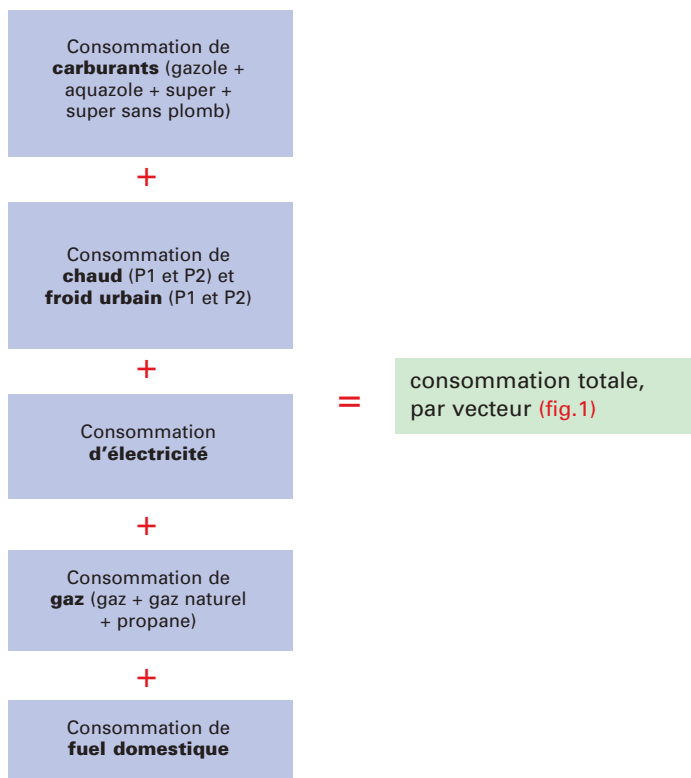 Consommation de
carburants (gazole +
aquazole + super +
super sans plomb)
+
Consommation de
chaud (P1 et P2) et
froid urbain (P1 et P2)
+
Consommation
d'électricité
+
Consommation de
gaz (gaz + gaz naturel
+ propane)
+
Consommation de
fuel domestique
=
consommation totale,
par vecteur (fig.1)